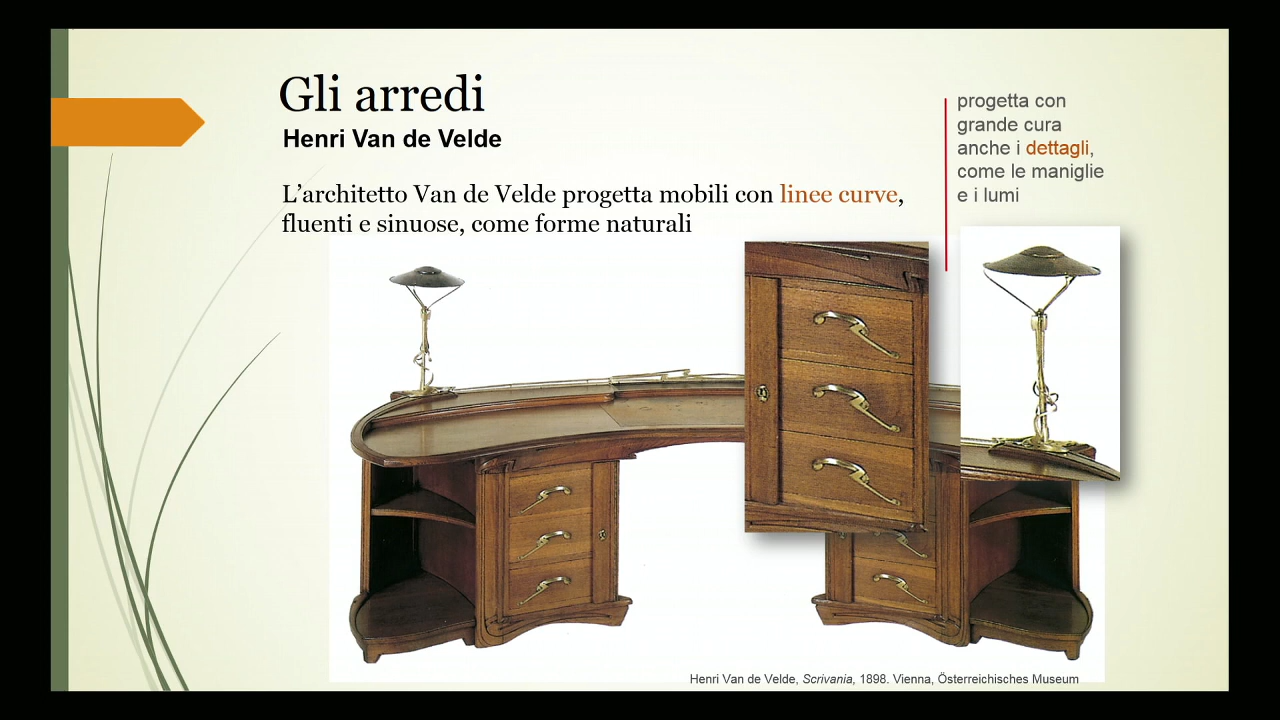 Gli arredi
Henri Van de Velde
L’architetto Van de Velde progetta mobili con linee curve,
fluenti e sinuose, come forme naturali
progetta con
grande cura
anche i dettagli,
come le maniglie
e i lumi
Henri Van de Velde, Scrivania, 1898. Vienna, Österreichisches Museum